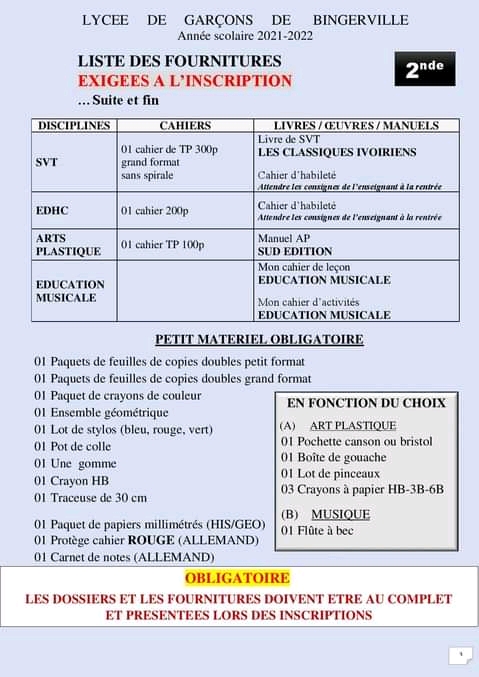 LYCEE DE GARÇONS DE BINGERVILLE
Année scolaire 2021-2022
LISTE DES FOURNITURES
EXIGEES A L’INSCRIPTION
2nde
…Suite et fin
DISCIPLINES CAHIERS LIVRES / ŒUVRES / MANUELS
SVT
01 cahier de TP 300p
grand format
sans spirale
Livre de SVT
LES CLASSIQUES IVOIRIENS
Cahier d’habileté
Attendre les consignes de l’enseignant à la rentrée
EDHC
01 cahier 200p
Cahier d’habileté
Attendre les consignes de l’enseignant à la rentrée
ARTS
PLASTIQUE
01 cahier TP 100p
Manuel AP
SUD EDITION
EDUCATION
MUSICALE
Mon cahier de leçon
EDUCATION MUSICALE
Mon cahier d’activités
EDUCATION MUSICALE
PETIT MATERIEL OBLIGATOIRE
01 Paquets de feuilles de copies doubles petit format
01 Paquets de feuilles de copies doubles grand format
01 Paquet de crayons de couleur
01 Ensemble géométrique
01 Lot de stylos (bleu, rouge, vert)
01 Pot de colle
01 Une gomme
01 Crayon HB
01 Traceuse de 30 cm
01 Paquet de papiers millimétrés (HIS/GEO)
01 Protège cahier ROUGE (ALLEMAND)
01 Carnet de notes (ALLEMAND)
EN FONCTION DU CHOIX
(A) ART PLASTIQUE
01 Pochette canson ou bristol
01 Boîte de gouache
01 Lot de pinceaux
03 Crayons à papier HB-3B-6B
(B) MUSIQUE
01 Flûte à bec
OBLIGATOIRE
LES DOSSIERS ET LES FOURNITURES DOIVENT ETRE AU COMPLET
ET PRESENTEES LORS DES INSCRIPTIONS